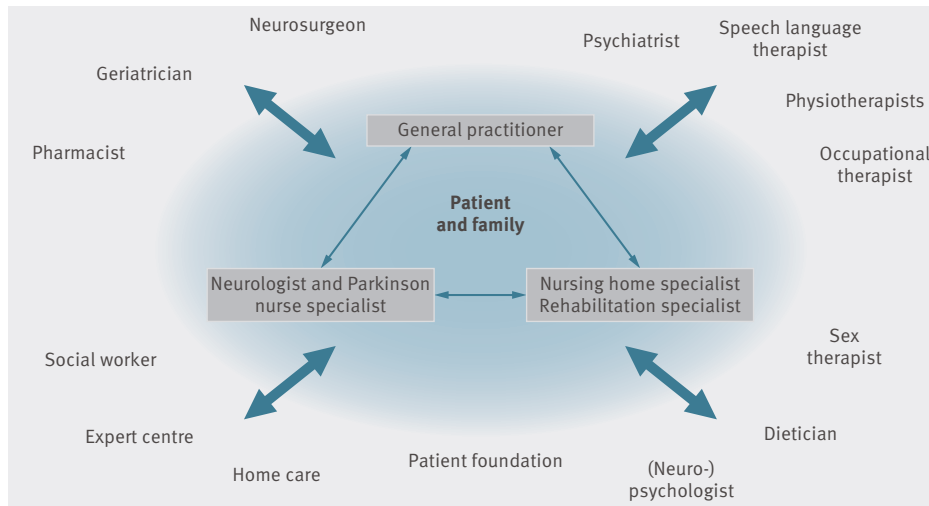 Neurosurgeon
Psychiatrist
Speech language
therapist
Geriatrician
Physiotherapists
Pharmacist
General practitioner
Occupational
therapist
Patient
and family
Neurologist and Parkinson
nurse specialist
Nursing home specialist
Rehabilitation specialist
Social worker
Sex
therapist
Expert centre
Dietician
Home care
Patient foundation
(Neuro-)
psychologist